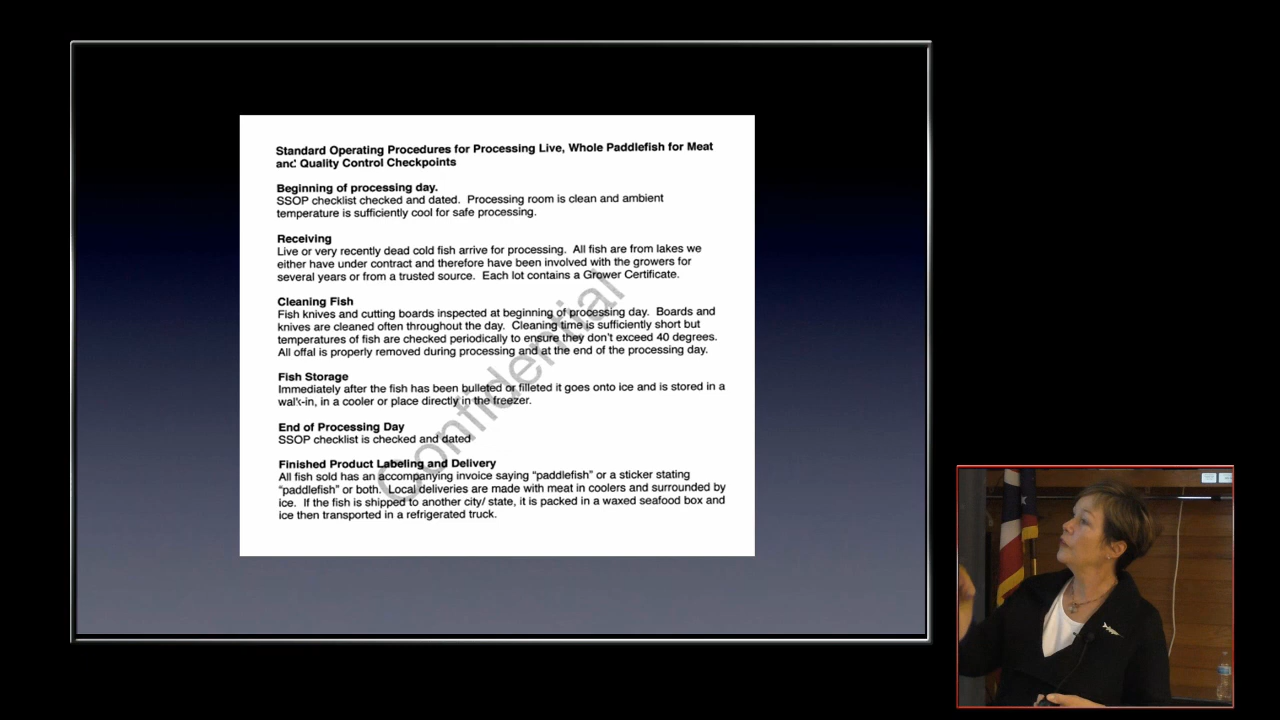 Standard Operating Procedures for Processing Live, Whole Paddlefish for Meat
and Quality Control Checkpoints
Beginning of processing day.
SSOP checklist checked and dated. Processing room is clean and ambient
temperature is sufficiently cool for safe processing.
Receiving
Live or very recently dead cold fish arrive for processing. All fish are from lakes we
either have under contract and therefore have been involved with the growers for
several years or from a trusted source. Each lot contains a Grower Certificate.
Cleaning Fish
Fish knives and cutting boards inspected at beginning of processing day. Boards and
knives are cleaned often throughout the day. Cleaning time is sufficiently short but
temperatures of fish are checked periodically to ensure they don't exceed 40 degrees.
All offal is properly removed during processing and at the end of the processing day.
Fish Storage
Immediately after the fish has been bulleted or filleted it goes onto ice and is stored in a
walk-in, in a cooler or place directly in the freezer.
End of Processing Day
SSOP checklist is checked and dated
Finished Product Labeling and Delivery
All fish sold has an accompanying invoice saying “paddlefish” or a sticker stating
“paddlefish” or both. Local deliveries are made with meat in coolers and surrounded by
ice. If the fish is shipped to another city/ state, it is packed in a waxed seafood box and
ice then transported in a refrigerated truck.
Confidential